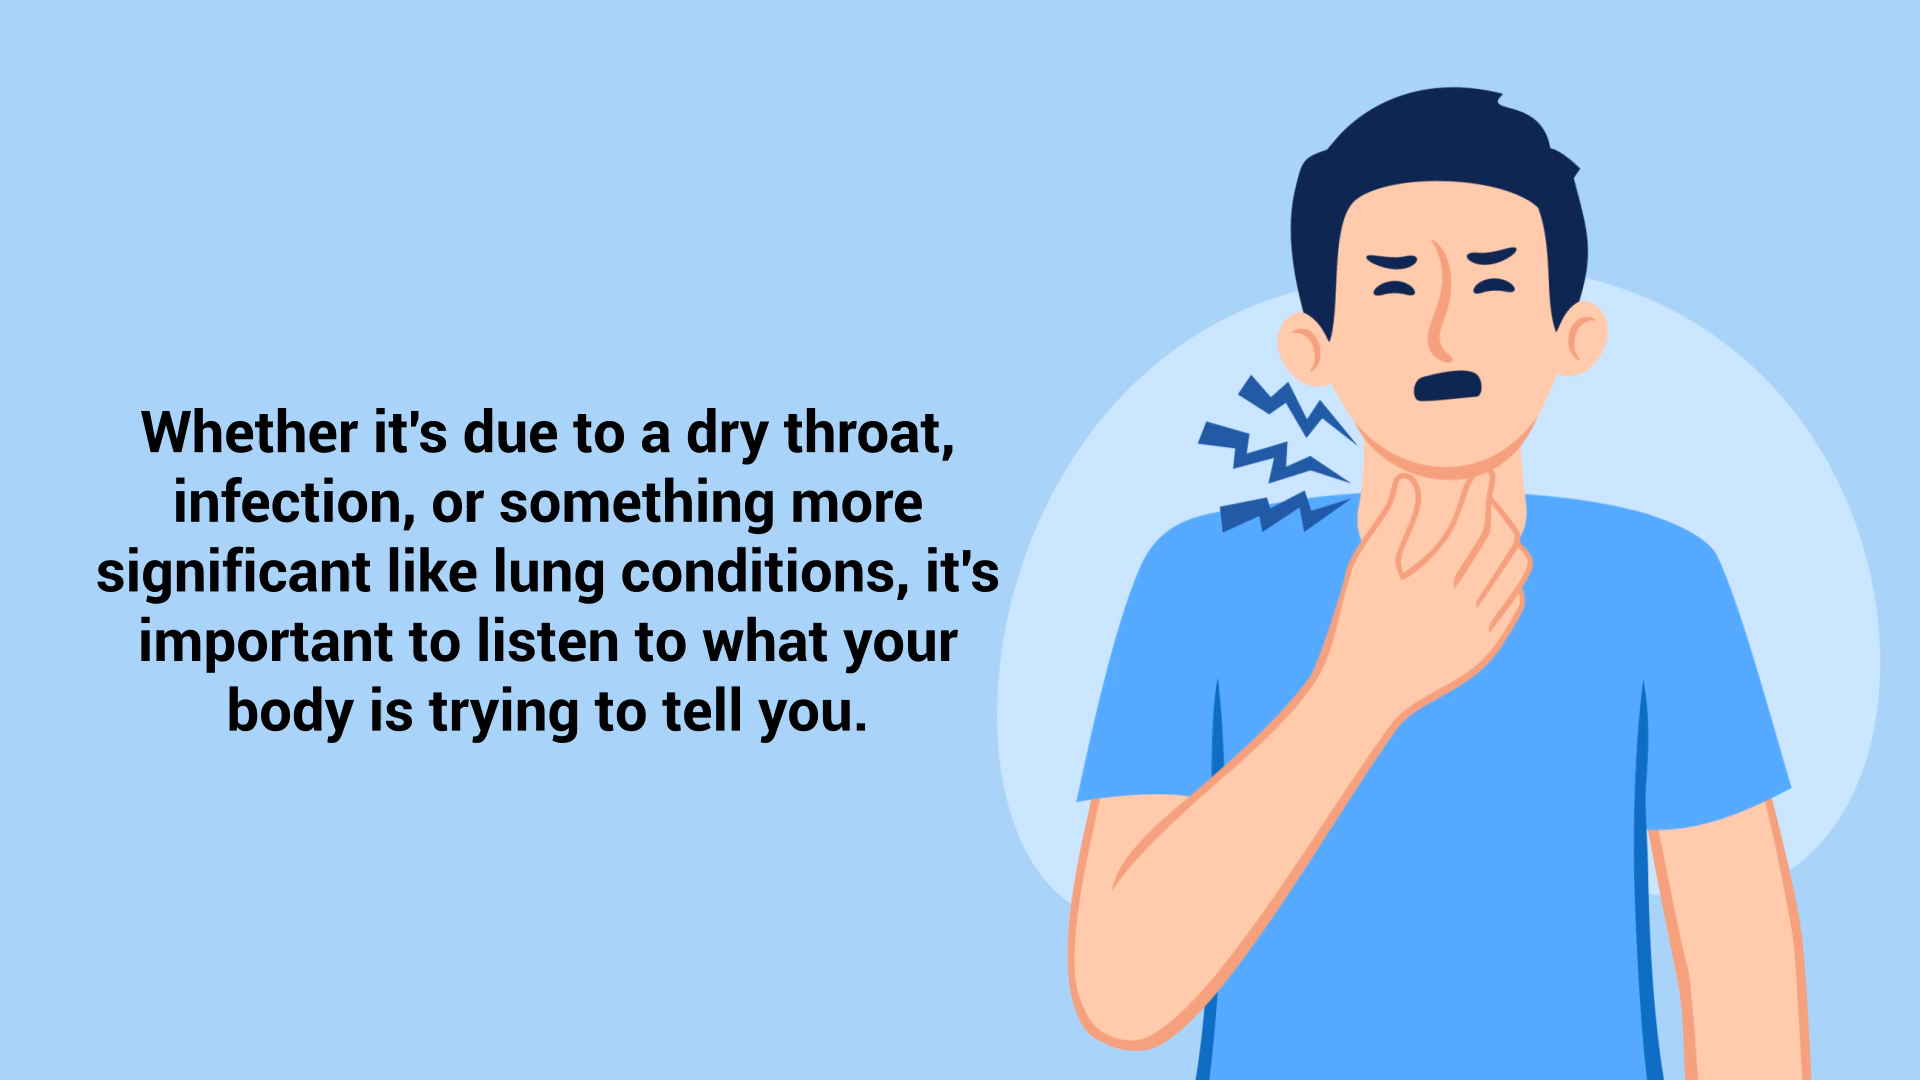 Whether it's due to a dry throat,
infection, or something more
significant like lung conditions, it's
important to listen to what your
body is trying to tell you.